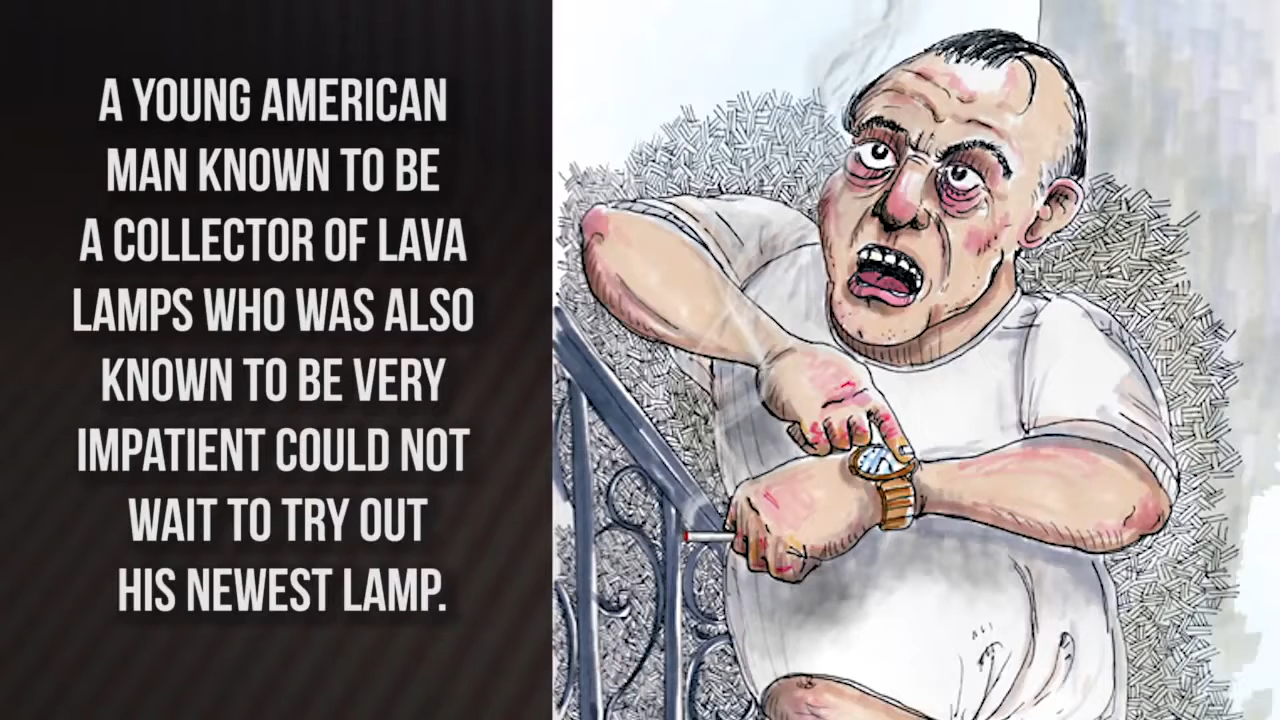 A YOUNG AMERICAN
MAN KNOWN TO BE
A COLLECTOR OF LAVA
LAMPS WHO WAS ALSO
KNOWN TO BE VERY
IMPATIENT COULD NOT
WAIT TO TRY OUT
HIS NEWEST LAMP.